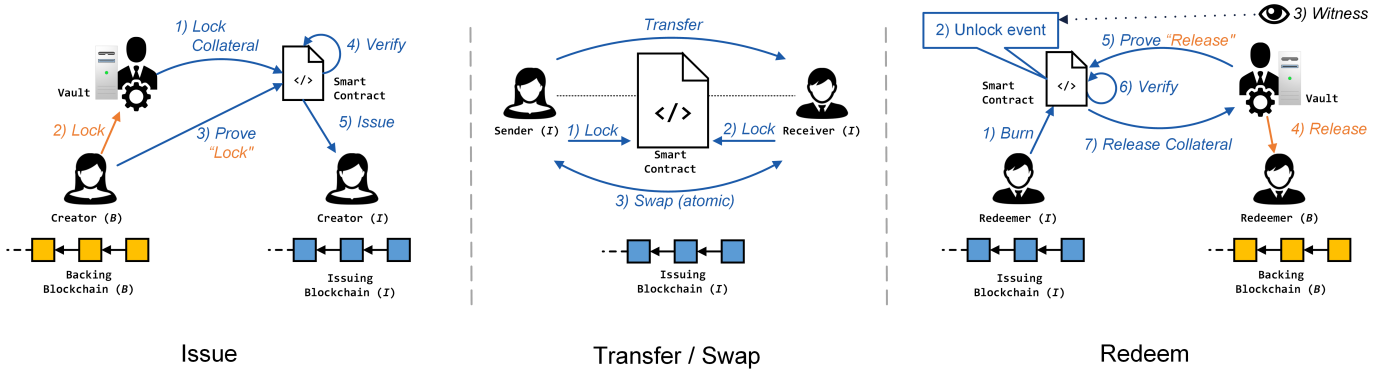 1) Lock
Collateral
4) Verify
</>
Vault
Smart
Contract
2) Lock
3) Prove
“Lock"
5) Issue
Creator (B)
Creator (I)
Backing
Blockchain (B)
Issuing
Blockchain (I)
Issue
Transfer
</>
Sender (I)
Receiver (I)
1) Lock
2) Lock
Smart
Contract
3) Swap (atomic)
Issuing
Blockchain (I)
Transfer / Swap
2) Unlock event
3) Witness
5) Prove “Release"
</>
Smart
Contract
6) Verify
Vault
1) Burn
7) Release Collateral
4) Release
Redeemer (I)
Redeemer (B)
Issuing
Blockchain (I)
Backing
Blockchain (B)
Redeem